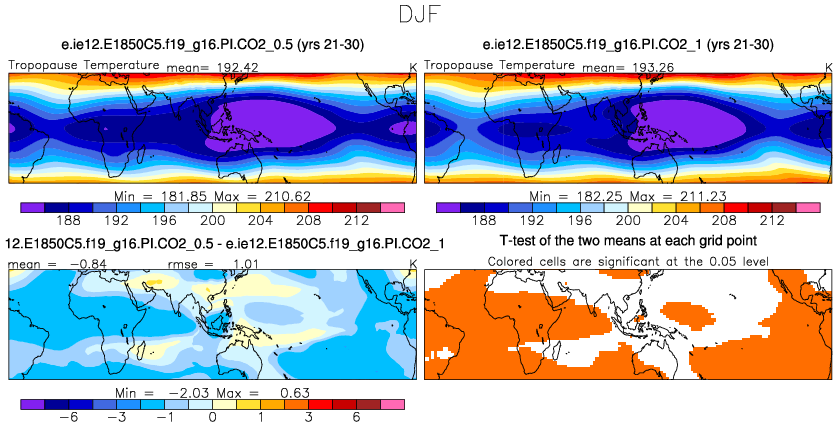 DJF
e.ie12.E1850C5.f19_g16.PI.CO2_0.5 (yrs 21-30)
Tropopause Temperature mean= 192.42 K
188 192 196 200 204 208 212
Min = 181.85 Max = 210.62
e.ie12.E1850C5.f19_g16.PI.CO2_1 (yrs 21-30)
Tropopause Temperature mean= 193.26 K
Min = 182.25 Max = 211.23
188 192 196 200 204 208 212
12.E1850C5.f19_g16.PI.CO2_0.5 - e.ie12.E1850C5.f19_g16.PI.CO2_1
mean = -0.84 rmse = 1.01 K
Min = -2.03 Max = 0.63
-6 -3 -1 0 1 3 6
T-test of the two means at each grid point
Colored cells are significant at the 0.05 level